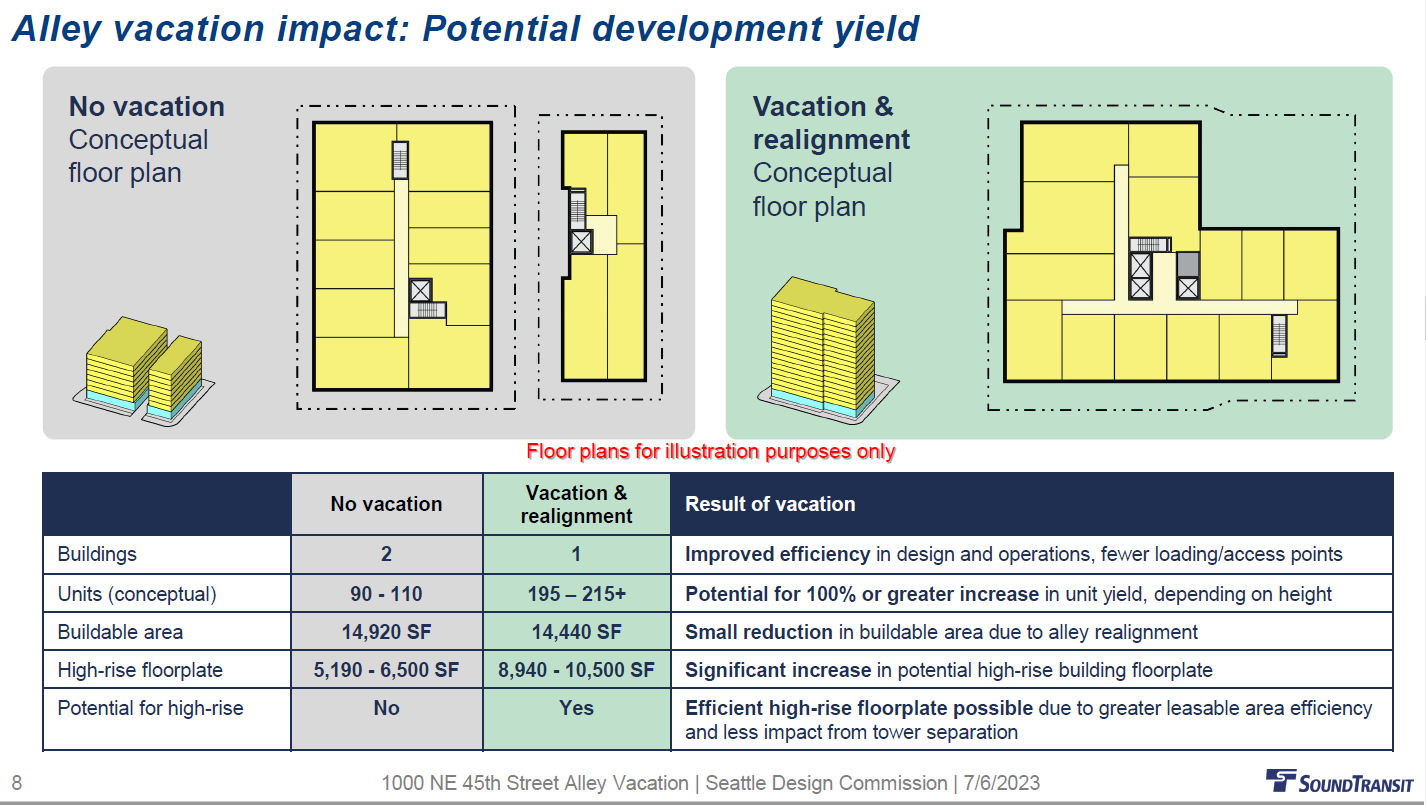 Alley vacation impact: Potential development yield
No vacation
Conceptual
floor plan
Vacation &
realignment
Conceptual
floor plan
Floor plans for illustration purposes only
No vacation
Vacation &
realignment
Result of vacation
Buildings
2
1
Improved efficiency in design and operations, fewer loading/access points
Units (conceptual)
90 - 110
195 – 215+
Potential for 100% or greater increase in unit yield, depending on height
Buildable area
14,920 SF
14,440 SF
Small reduction in buildable area due to alley realignment
High-rise floorplate
5,190 - 6,500 SF
8,940 - 10,500 SF
Significant increase in potential high-rise building floorplate
Potential for high-rise
No
Yes
Efficient high-rise floorplate possible due to greater leasable area efficiency
and less impact from tower separation
8
1000 NE 45th Street Alley Vacation | Seattle Design Commission | 7/6/2023
SOUNDTRANSIT